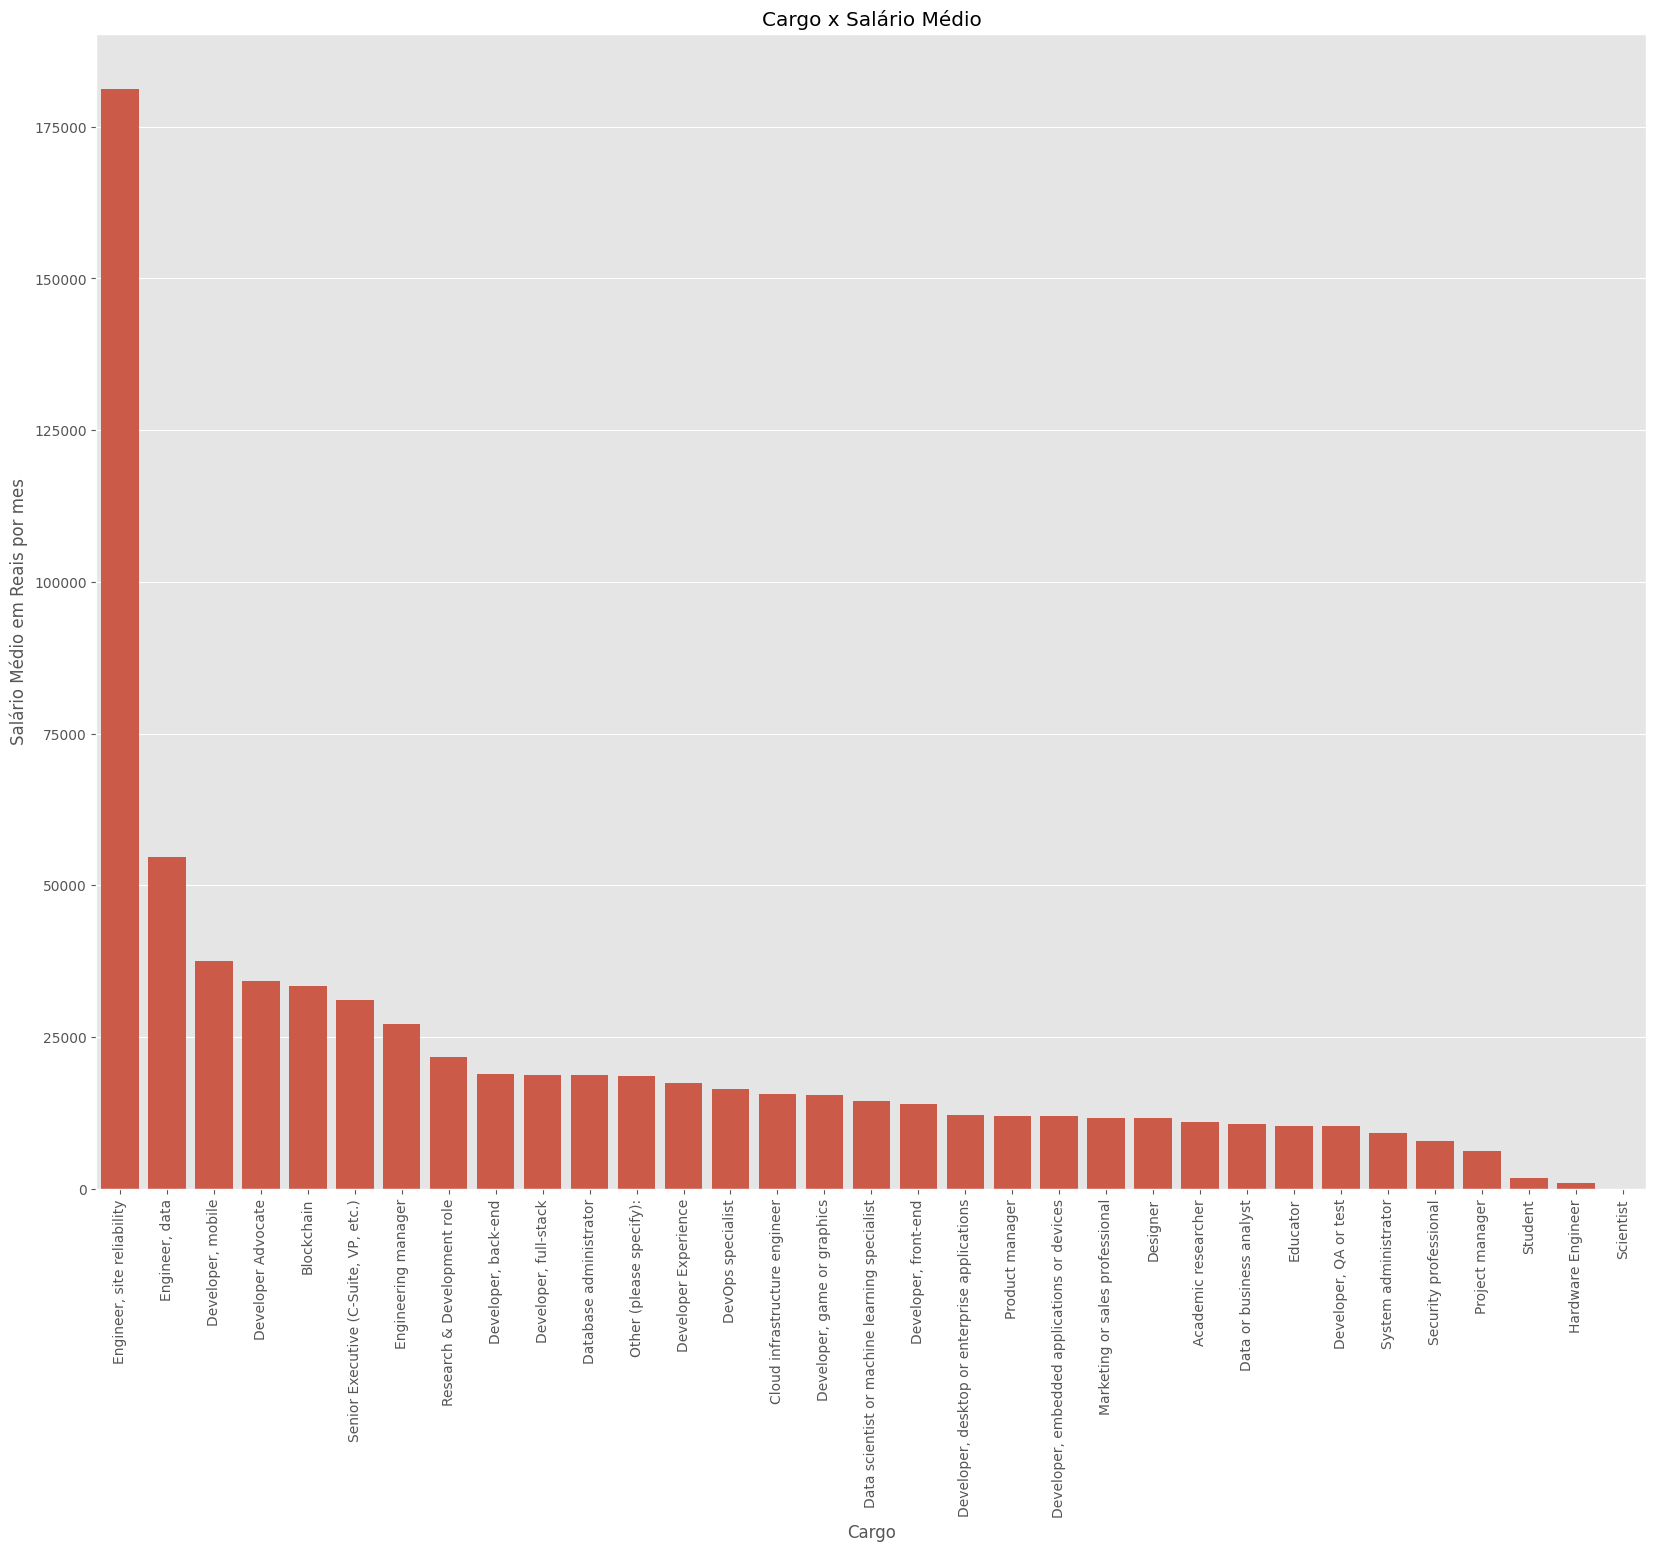 Cargo x Salário Médio
Salário Médio em Reais por mes
175000
150000
125000
100000
75000
50000
25000
0
Engineer, site reliability
Engineer, data
Developer, mobile
Developer Advocate
Blockchain
Senior Executive (C-Suite, VP, etc.)
Engineering manager
Research & Development role
Developer, back-end
Developer, full-stack
Database administrator
Other (please specify):
Developer Experience
DevOps specialist
Cloud infrastructure engineer
Developer, game or graphics
Data scientist or machine learning specialist
Developer, front-end
Developer, desktop or enterprise applications
Product manager
Developer, embedded applications or devices
Marketing or sales professional
Designer
Academic researcher
Data or business analyst
Educator
Developer, QA or test
System administrator
Security professional
Project manager
Student
Hardware Engineer
Scientist
Cargo